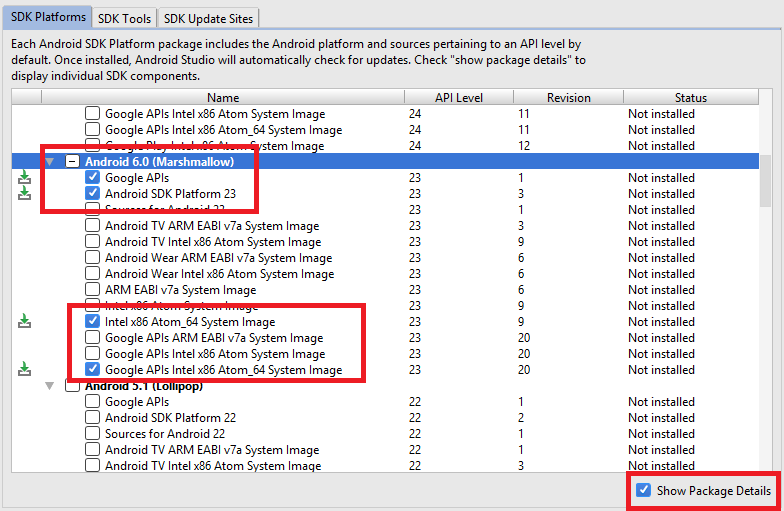 SDK Platforms SDK Tools SDK Update Sites
Each Android SDK Platform package includes the Android platform and sources pertaining to an API level by
default. Once installed, Android Studio will automatically check for updates. Check "show package details" to
display individual SDK components.
Name API Level Revision Status
Google APIs Intel x86 Atom System Image 24 11 Not installed
Google APIs Intel x86 Atom_64 System Image 24 11 Not installed
Google Play Intel x86 Atom System Image 24 12 Not installed
Android 6.0 (Marshmallow)
Google APIs 23 1 Not installed
Android SDK Platform 23 23 3 Not installed
Sources for Android 23 23 1 Not installed
Android TV ARM EABI v7a System Image 23 3 Not installed
Android TV Intel x86 Atom System Image 23 9 Not installed
Android Wear ARM EABI v7a System Image 23 6 Not installed
Android Wear Intel x86 Atom System Image 23 6 Not installed
ARM EABI v7a System Image 23 6 Not installed
Intel x86 Atom System Image 23 9 Not installed
Intel x86 Atom_64 System Image 23 9 Not installed
Google APIs ARM EABI v7a System Image 23 20 Not installed
Google APIs Intel x86 Atom System Image 23 20 Not installed
Google APIs Intel x86 Atom_64 System Image 23 20 Not installed
Android 5.1 (Lollipop)
Google APIs 22 1 Not installed
Android SDK Platform 22 22 2 Not installed
Sources for Android 22 22 1 Not installed
Android TV ARM EABI v7a System Image 22 1 Not installed
Android TV Intel x86 Atom System Image 22 3 Not installed
Show Package Details